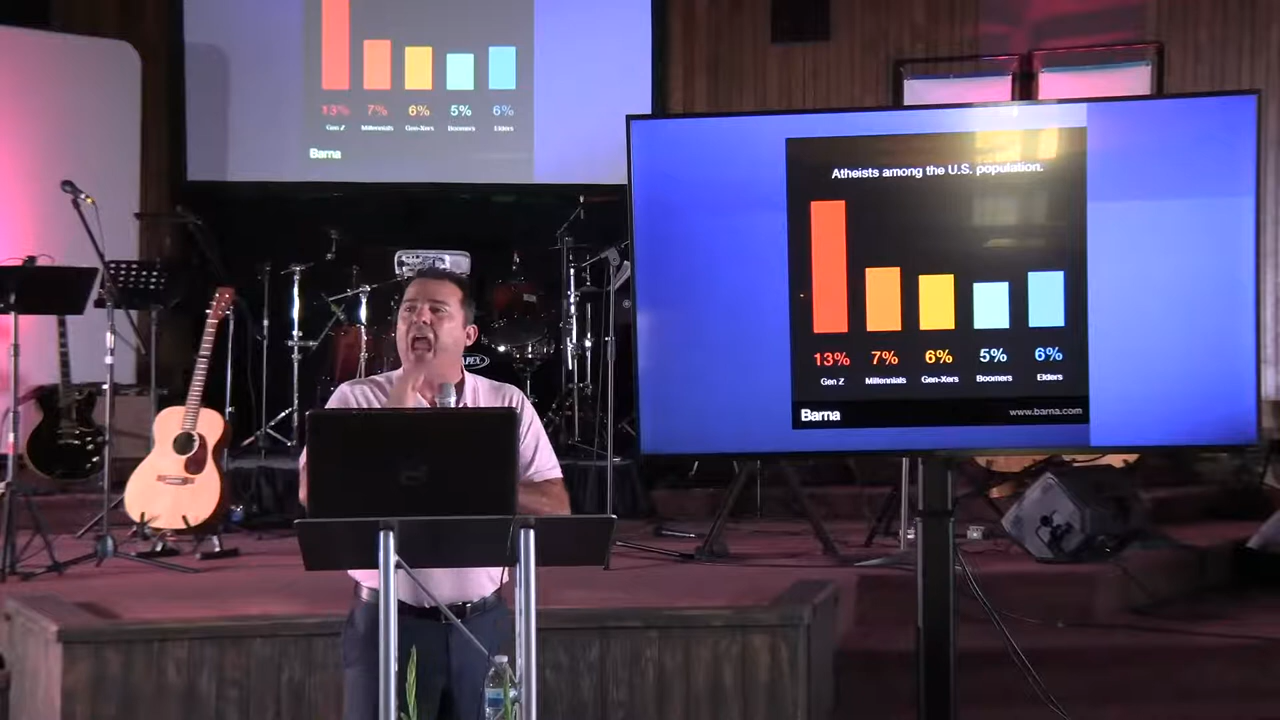 13% 7% 6% 5% 6%
Gen Z Millennials Gen-Xers Boomers Elders
Barna
Atheists among the U.S. population.
13% 7% 6% 5% 6%
Gen Z Millennials Gen-Xers Boomers Elders
Barna www.barna.com
APEX